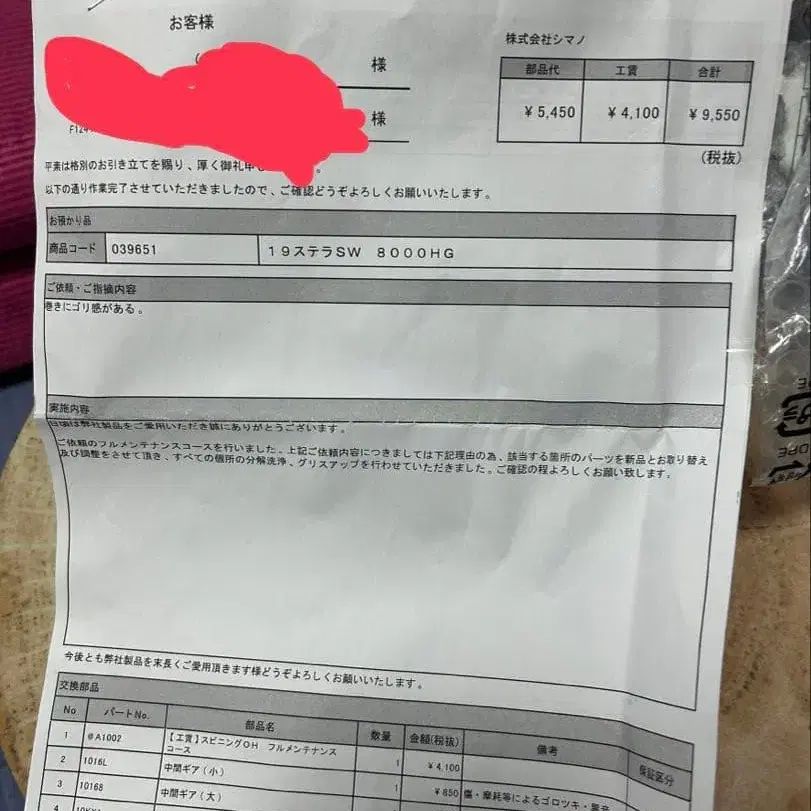 お客様
様
様
株式会社シマノ
部品代 工賃 合計
¥5,450 ¥4,100 ¥9,550
(税抜)
平素は格別のお引き立てを賜り、厚く御礼申
以下の通り作業完了させていただきましたので、ご確認どうぞよろしくお願いいたします。
お預かり品
商品コード 039651 19ステラSW 8000HG
ご依頼・ご指摘内容
巻きにゴリ感がある。
実施内容
日頃は弊社製品をご愛用いただき誠にありがとうございます。
ご依頼のフルメンテナンスコースを行いました。上記ご依頼内容につきましては下記理由の為、該当する箇所のパーツを新品とお取り替え
及び調整をさせて頂き、すべての個所の分解洗浄、グリスアップを行わせていただきました。ご確認の程よろしくお願い致します。
今後とも弊社製品を末長くご愛用頂きます様どうぞよろしくお願いいたします。
交換部品
No パートNo. 部品名 数量 金額(税抜) 備考 保証区分
1 @A1002 【工賃】スピニングOH フルメンテナンス
コース 1 ¥4,100
2 1016L 中間ギア(小) 1 ¥850 傷・摩耗等によるゴロツキ・異音
3 10168 中間ギア(大)
4